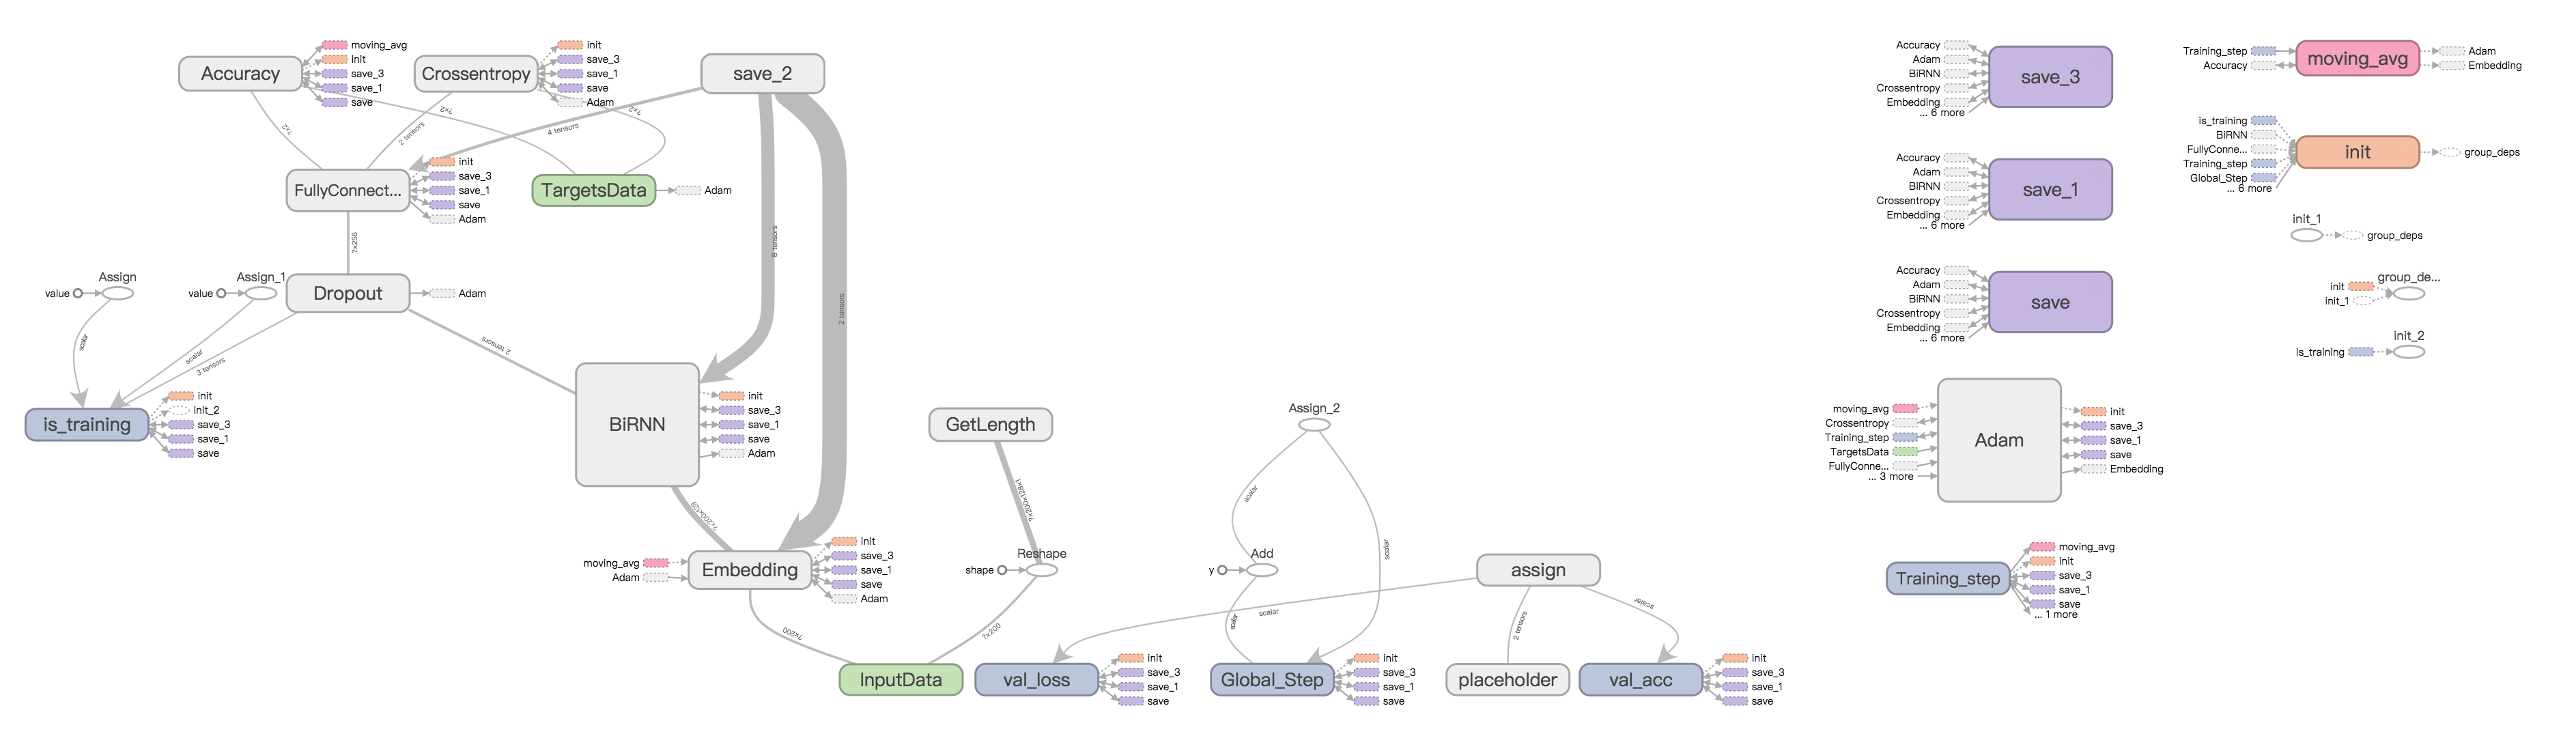 Accuracy
moving_avg
init
save_3
save_1
save
Crossentropy
init
save_3
save_1
save
Adam
save_2
?×2
2 tensors
?×2
4 tensors
?×2
FullyConnect...
init
save_3
save_1
save
Adam
TargetsData
Adam
?×256
8 tensors
2 tensors
Assign
value
Assign_1
value
Dropout
Adam
scalar
scalar
3 tensors
2 tensors
is_training
init
init_2
save_3
save_1
save
BiRNN
init
save_3
save_1
save
Adam
?×200×128
GetLength
?×200×128×1
Reshape
shape
Embedding
moving_avg
Adam
init
save_3
save_1
save
Adam
?×200
?×200
InputData
Assign_2
scalar
scalar
Add
y
scalar
assign
scalar
2 tensors
scalar
val_loss
init
save_3
save_1
save
Global_Step
init
save_3
save_1
save
placeholder
val_acc
init
save_3
save_1
save
Accuracy
Adam
BiRNN
Crossentropy
Embedding
... 6 more
save_3
Accuracy
Adam
BiRNN
Crossentropy
Embedding
... 6 more
save_1
Accuracy
Adam
BiRNN
Crossentropy
Embedding
... 6 more
save
moving_avg
Crossentropy
Training_step
TargetsData
FullyConne...
... 3 more
Adam
init
save_3
save_1
save
Embedding
Training_step
moving_avg
init
save_3
save_1
save
... 1 more
Training_step
Accuracy
moving_avg
Adam
Embedding
is_training
BiRNN
FullyConne...
Training_step
Global_Step
... 6 more
init
group_deps
init_1
group_deps
group_de...
init
init_1
init_2
is_training